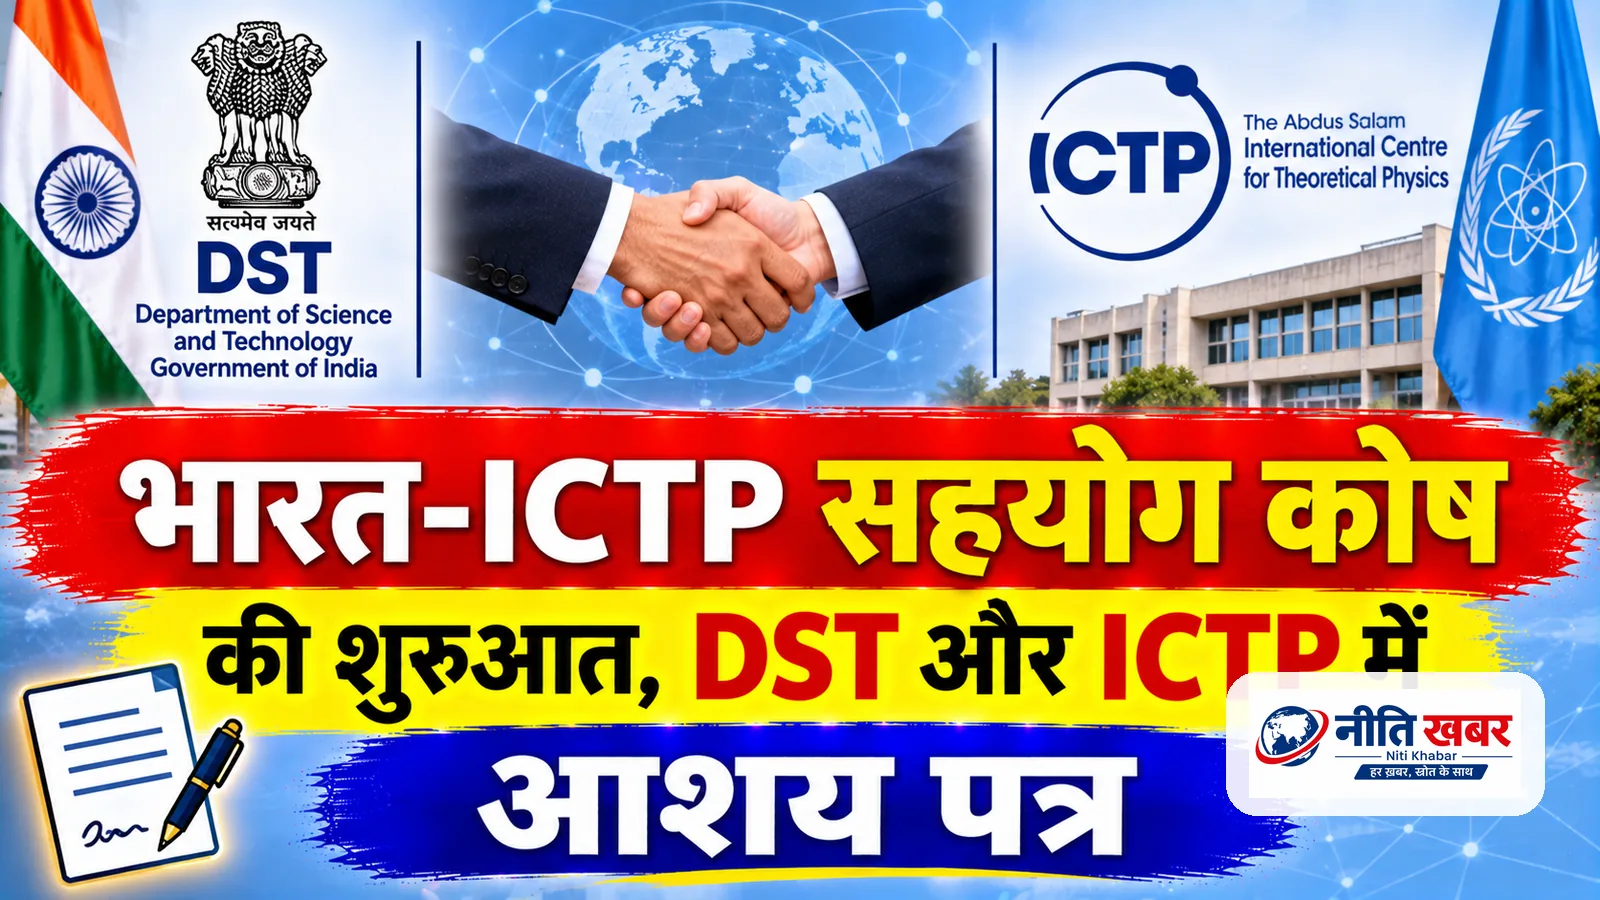 सत्यमेव जयते
DST
Department of Science
and Technology
Government of India
ICTP
The Abdus Salam
International Centre
for Theoretical Physics
भारत-ICTP सहयोग कोष
की शुरुआत, DST और ICTP में
आशय पत्र
नीति खबर
Niti Khabar
हर ख़बर, स्रोत के साथ